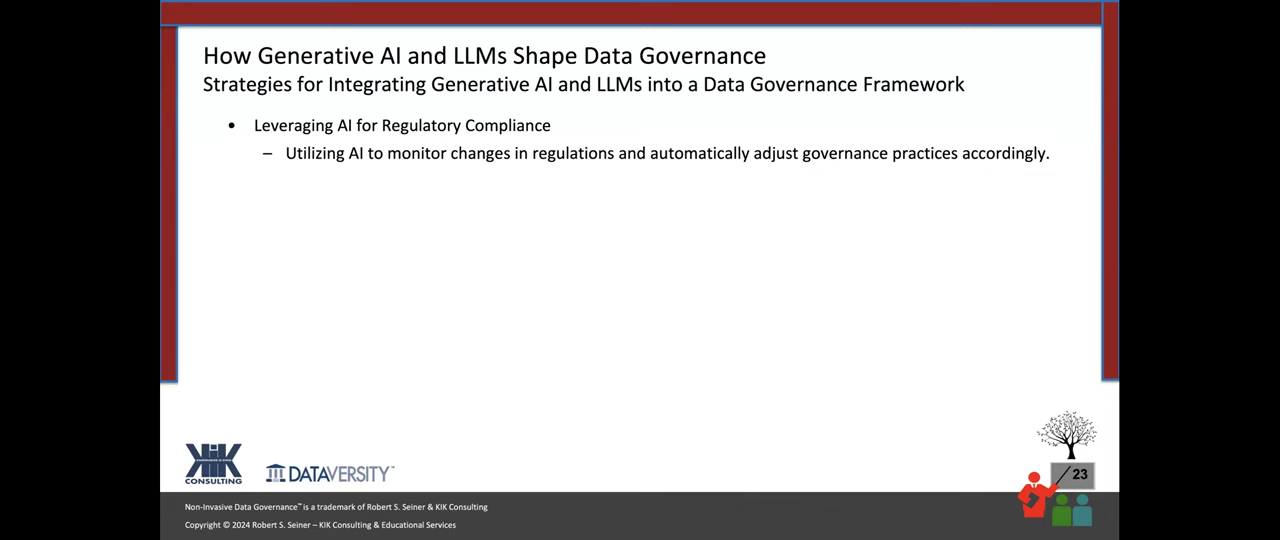 How Generative AI and LLMs Shape Data Governance
Strategies for Integrating Generative AI and LLMs into a Data Governance Framework
• Leveraging AI for Regulatory Compliance
– Utilizing AI to monitor changes in regulations and automatically adjust governance practices accordingly.
KIK
CONSULTING
DATAVERSITY™
23
Non-Invasive Data Governance™ is a trademark of Robert S. Seiner & KIK Consulting
Copyright © 2024 Robert S. Seiner – KIK Consulting & Educational Services